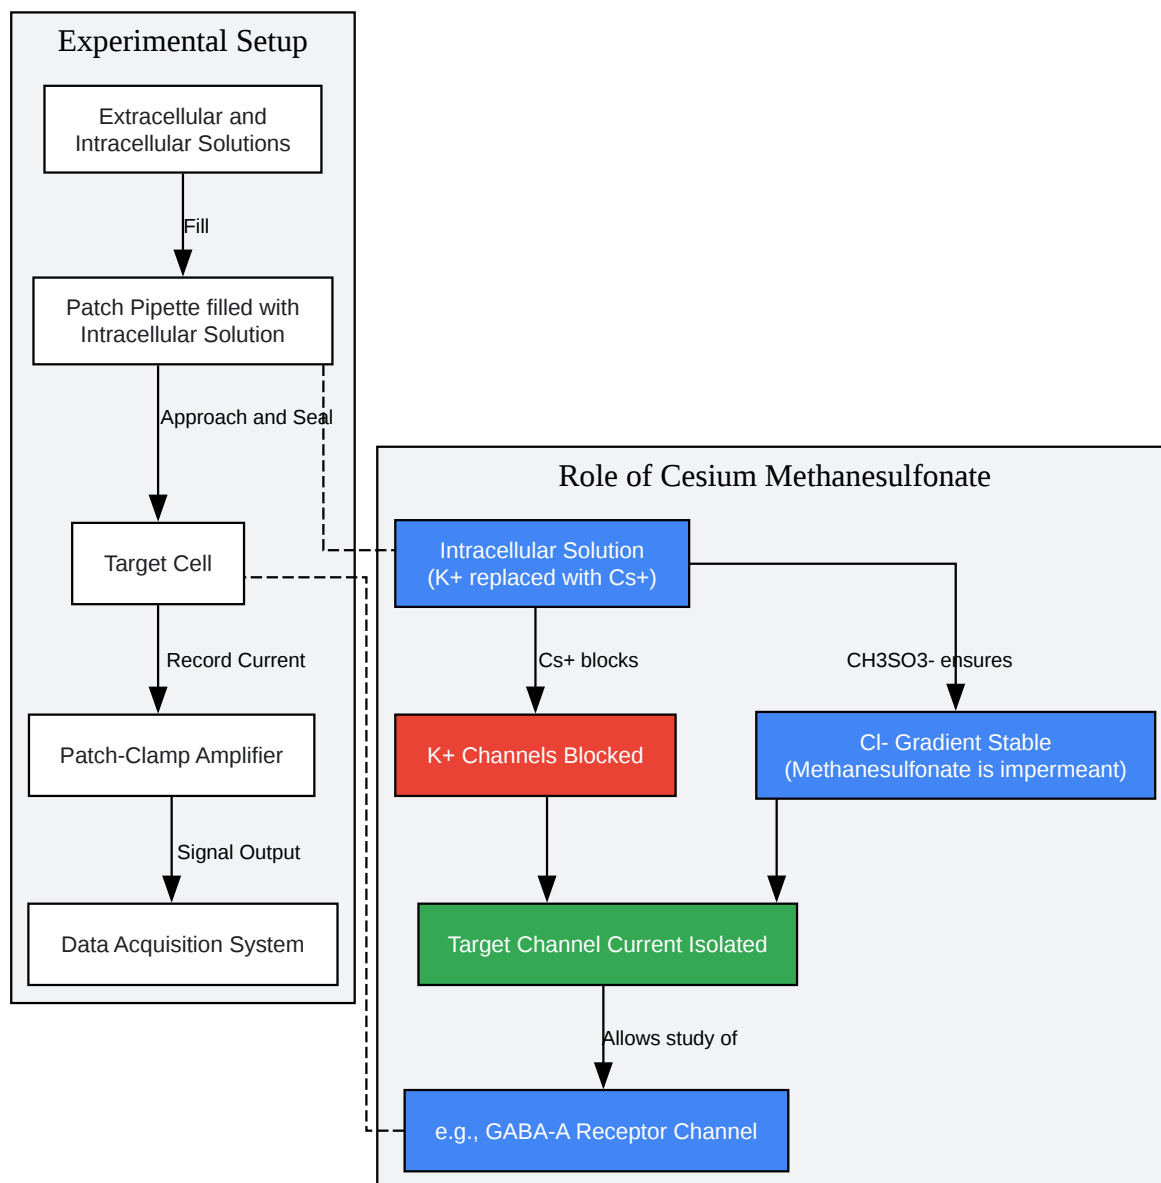 Experimental Setup
Extracellular and
Intracellular Solutions
Fill
Patch Pipette filled with
Intracellular Solution
Approach and Seal
Target Cell
Record Current
Patch-Clamp Amplifier
Signal Output
Data Acquisition System
Role of Cesium Methanesulfonate
Intracellular Solution
(K+ replaced with Cs+)
Cs+ blocks
CH3SO3- ensures
K+ Channels Blocked
Cl- Gradient Stable
(Methanesulfonate is impermeant)
Target Channel Current Isolated
Allows study of
e.g., GABA-A Receptor Channel